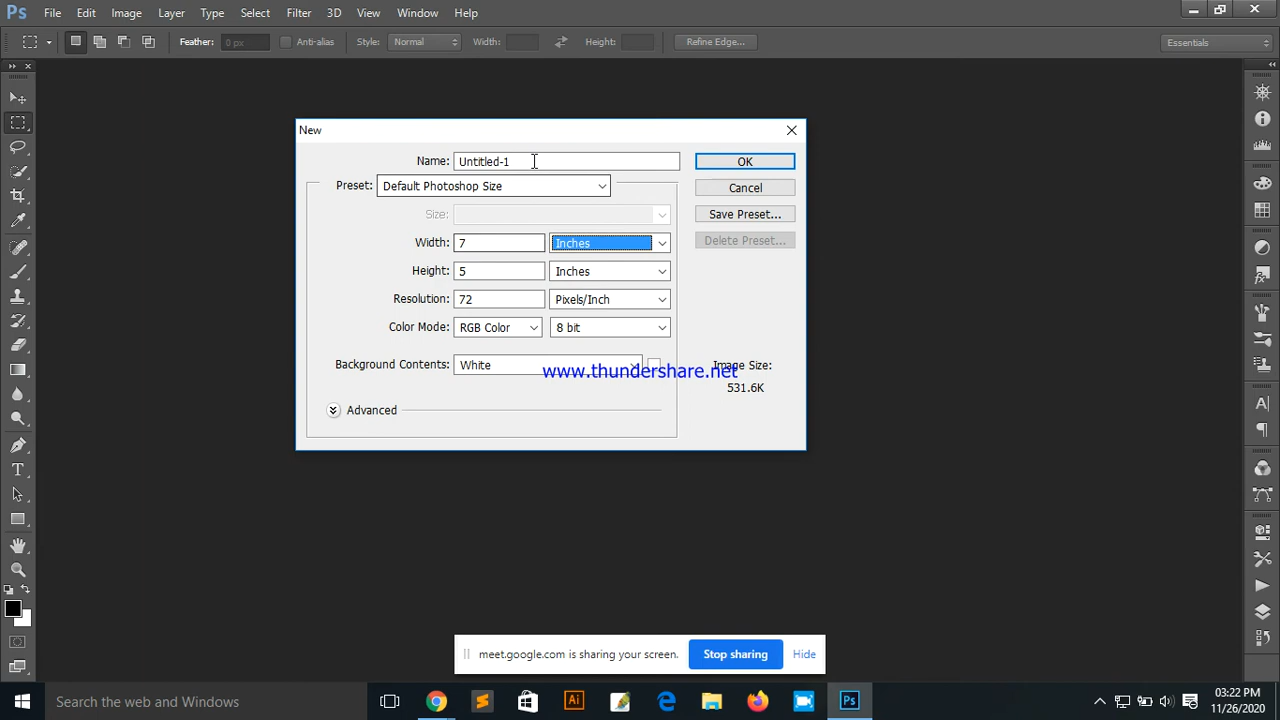 Ps File Edit Image Layer Type Select Filter 3D View Window Help
Feather: 0 px Anti-alias Style: Normal Width: Height: Refine Edge... Essentials
New
Name: Untitled-1 OK
Preset: Default Photoshop Size Cancel
Size: Save Preset...
Width: 7 Inches Delete Preset...
Height: 5 Inches
Resolution: 72 Pixels/Inch
Color Mode: RGB Color 8 bit
Background Contents: White Image Size:
www.thundershare.net
531.6K
Advanced
meet.google.com is sharing your screen. Stop sharing Hide
Search the web and Windows Ai Ps 03:22 PM
11/26/2020